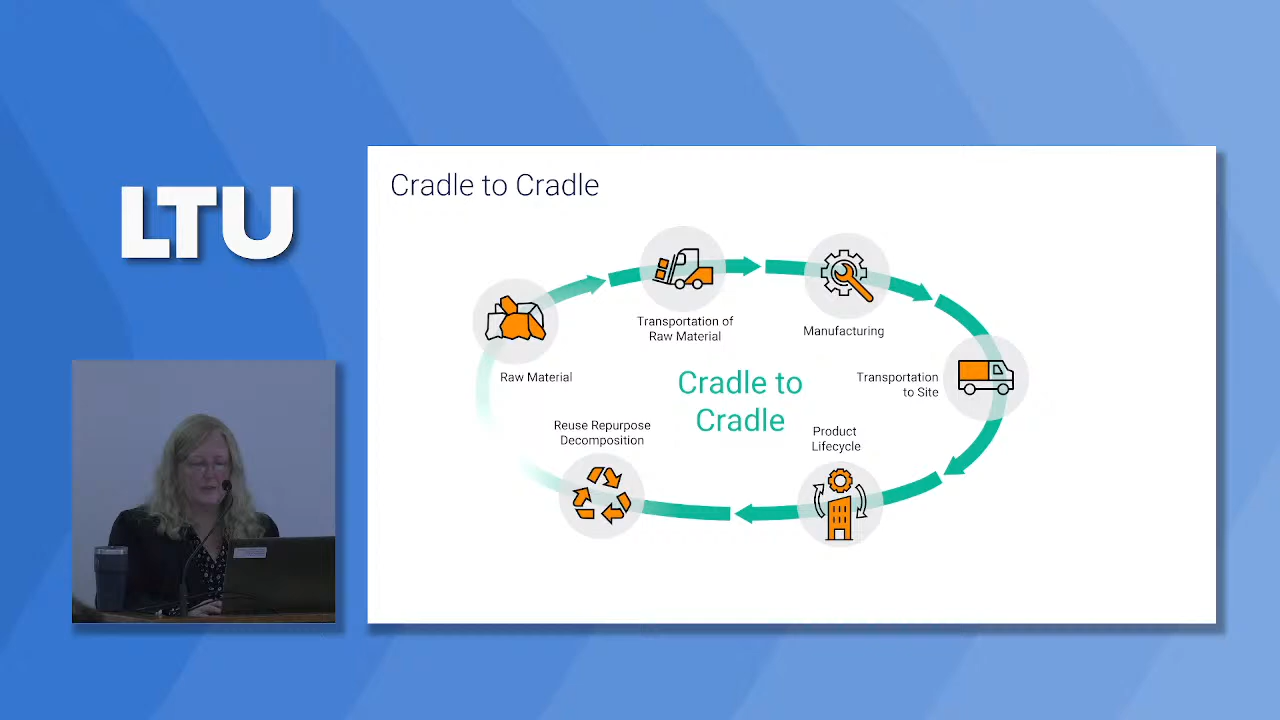 LTU
Cradle to Cradle
Transportation of
Raw Material
Manufacturing
Raw Material
Transportation
to Site
Cradle to
Cradle
Reuse Repurpose
Decomposition
Product
Lifecycle